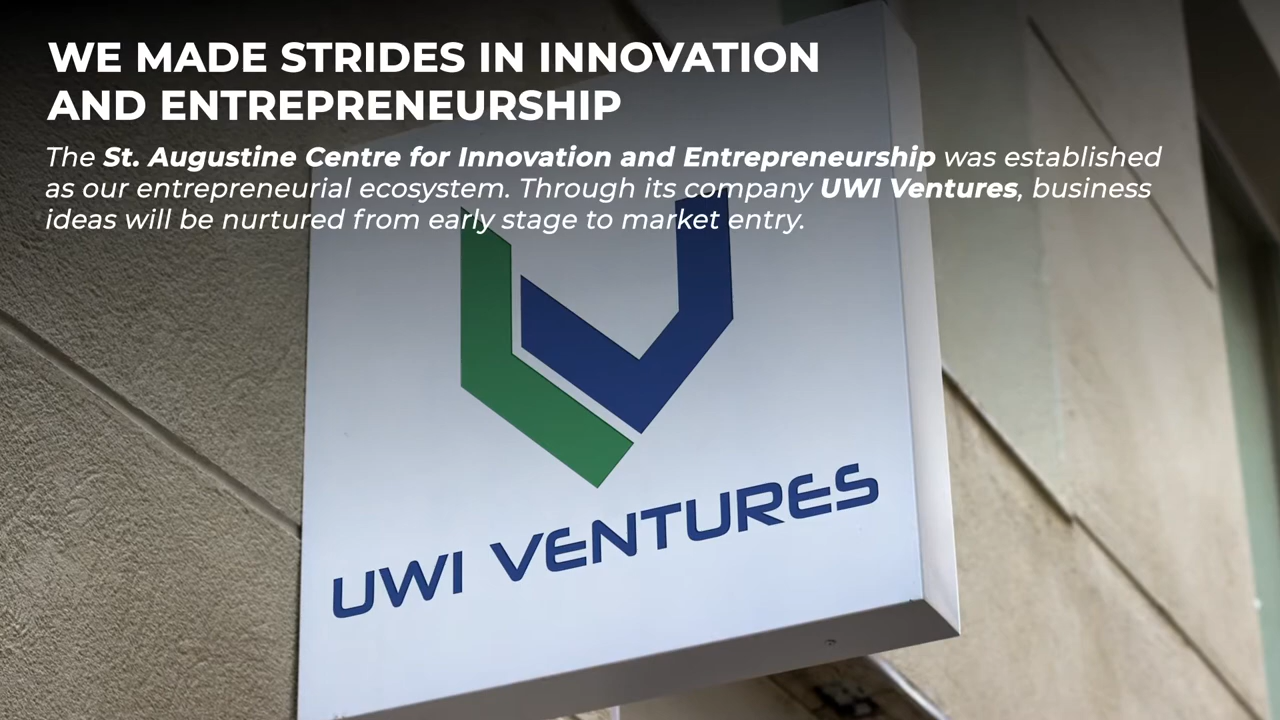 WE MADE STRIDES IN INNOVATION
AND ENTREPRENEURSHIP
The St. Augustine Centre for Innovation and Entrepreneurship was established
as our entrepreneurial ecosystem. Through its company UWI Ventures, business
ideas will be nurtured from early stage to market entry.
UWI VENTURES